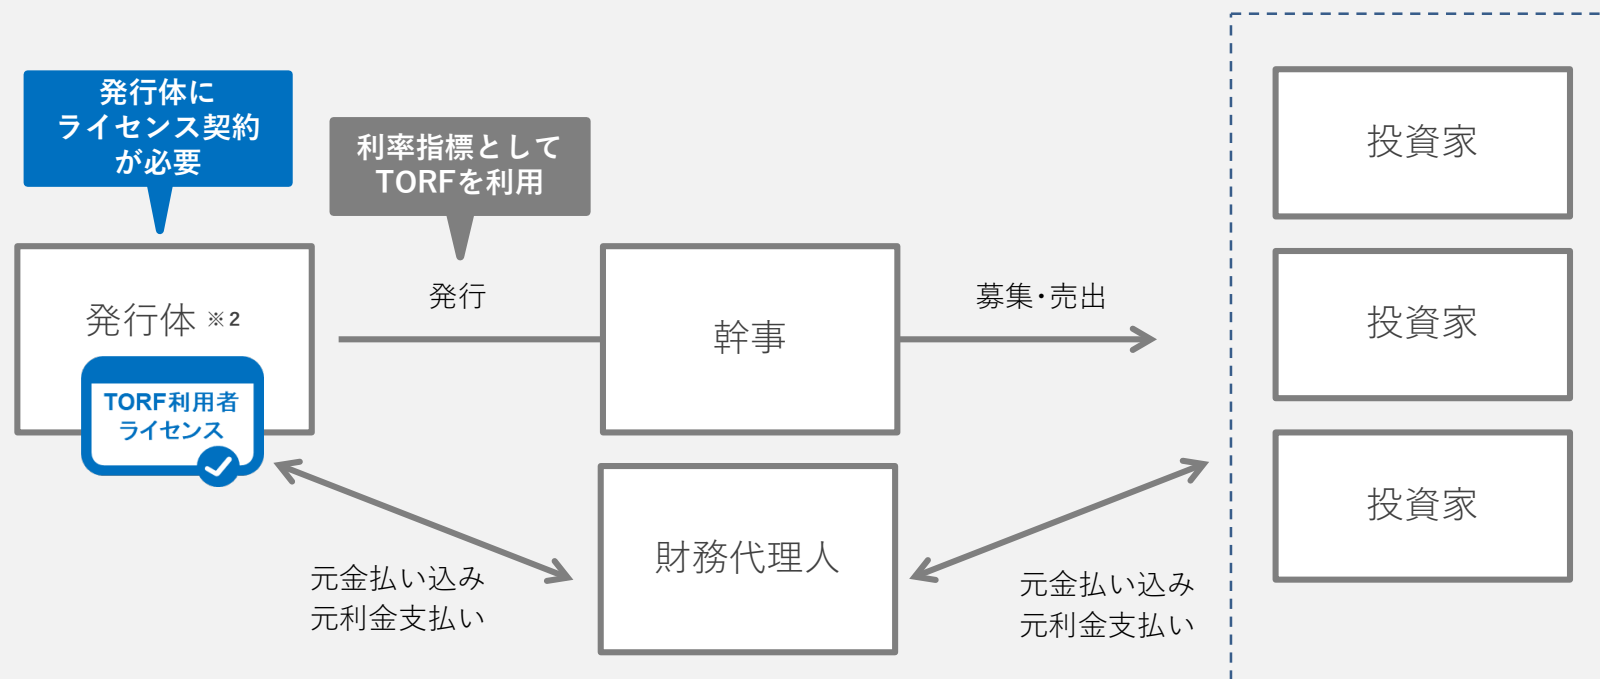 発行体に
ライセンス契約
が必要
利率指標として
TORFを利用
発行体 ※2
TORF利用者
ライセンス
発行
幹事
募集・売出
財務代理人
元金払い込み
元利金支払い
元金払い込み
元利金支払い
投資家
投資家
投資家